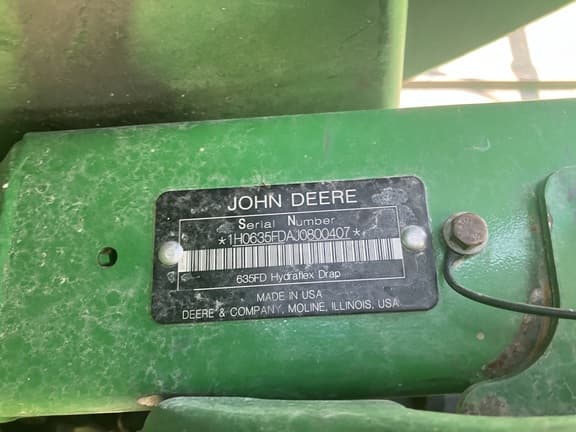 JOHN DEERE
Serial Number
*1H0635FDAJ0800407*
635FD Hydraflex Drap
MADE IN USA
DEERE & COMPANY, MOLINE, ILLINOIS, USA